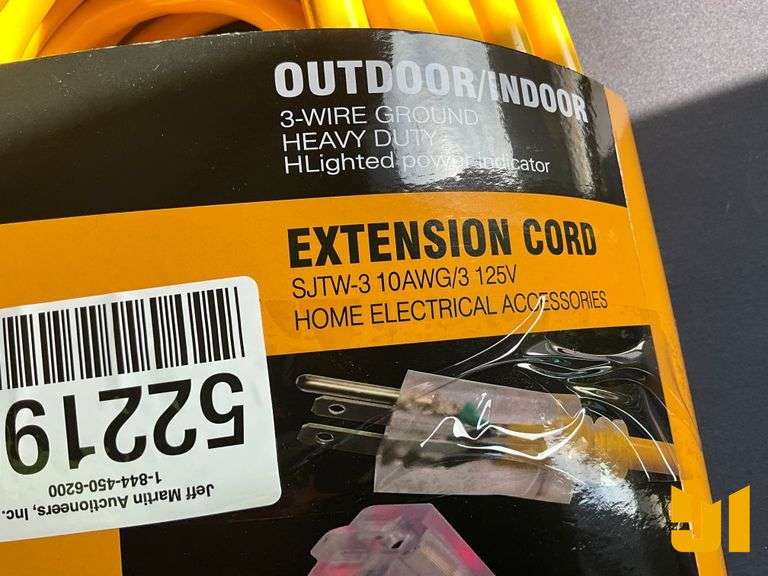 OUTDOOR/INDOOR
3-WIRE GROUND
HEAVY DUTY
HLighted power indicator
EXTENSION CORD
SJTW-3 10AWG/3 125V
HOME ELECTRICAL ACCESSORIES
52219
Jeff Martin Auctioneers, Inc.
1-844-450-6200